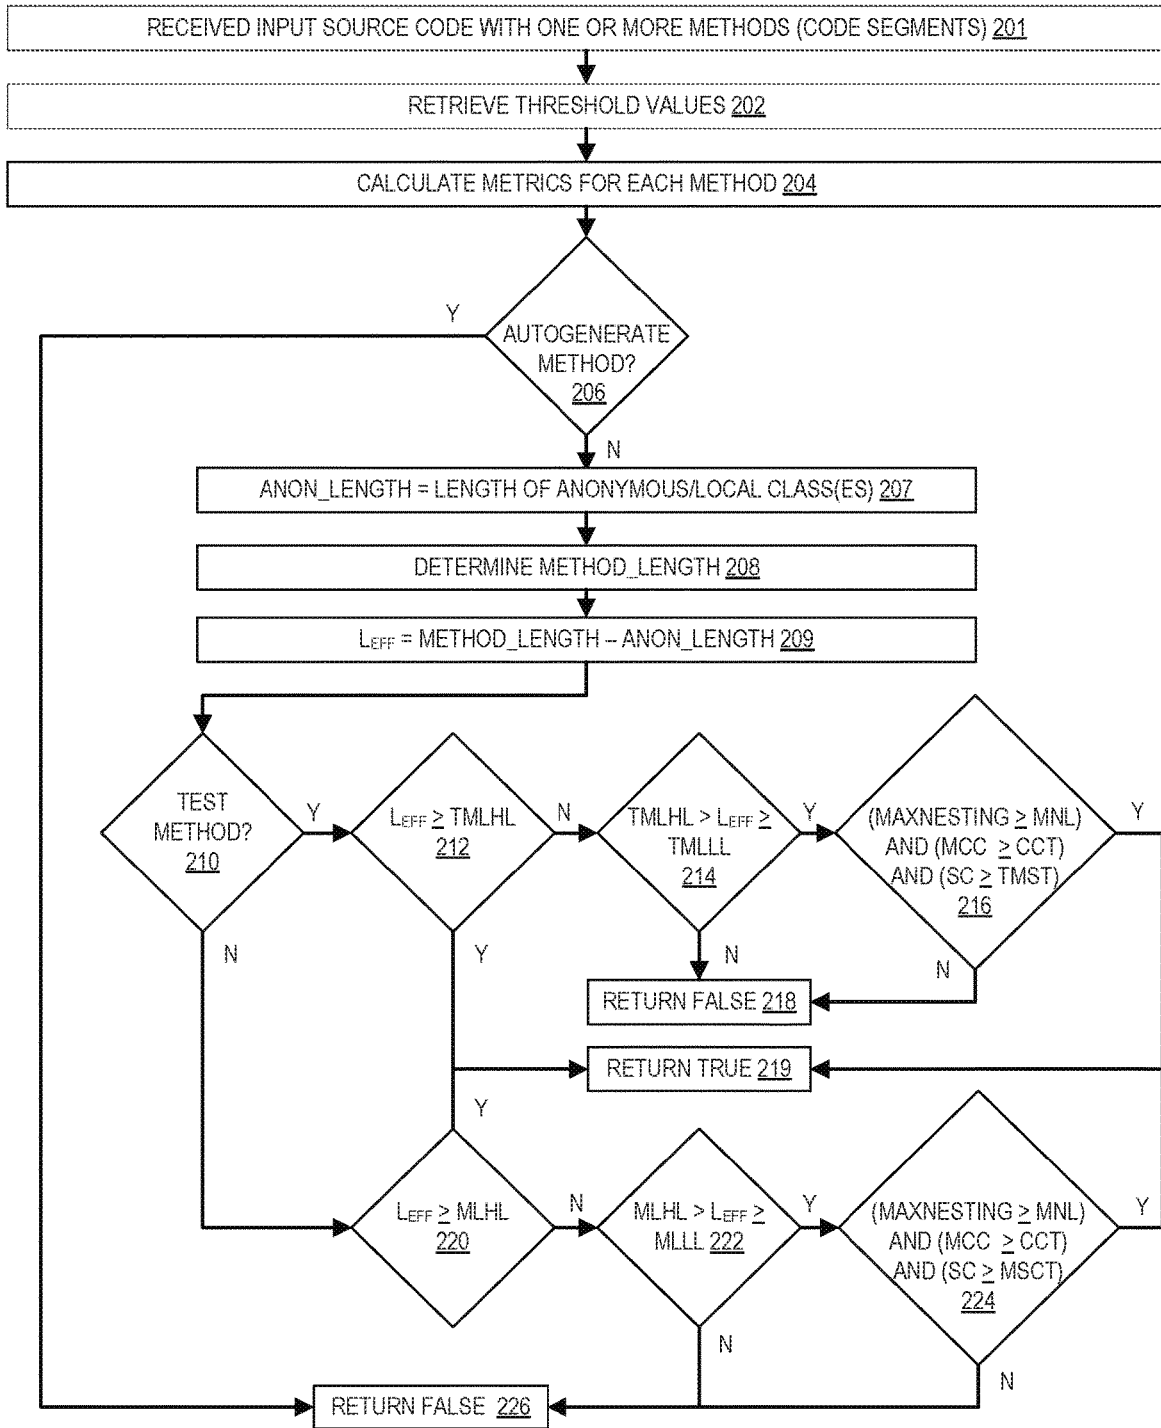 RECEIVED INPUT SOURCE CODE WITH ONE OR MORE METHODS (CODE SEGMENTS) 201
RETRIEVE THRESHOLD VALUES 202
CALCULATE METRICS FOR EACH METHOD 204
Y
AUTOGENERATE
METHOD?
206
N
ANON_LENGTH = LENGTH OF ANONYMOUS/LOCAL CLASS(ES) 207
DETERMINE METHOD_LENGTH 208
LEFF = METHOD_LENGTH – ANON_LENGTH 209
TEST
METHOD?
210
Y
LEFF ≥ TMLHL
212
N
TMLHL > LEFF ≥
TMLLL
214
Y
(MAXNESTING ≥ MNL)
AND (MCC ≥ CCT)
AND (SC ≥ TMST)
216
Y
N
Y
N
N
RETURN FALSE 218
RETURN TRUE 219
Y
LEFF ≥ MLHL
220
N
MLHL > LEFF ≥
MLLL 222
Y
(MAXNESTING ≥ MNL)
AND (MCC ≥ CCT)
AND (SC ≥ MSCT)
224
Y
N
N
RETURN FALSE 226